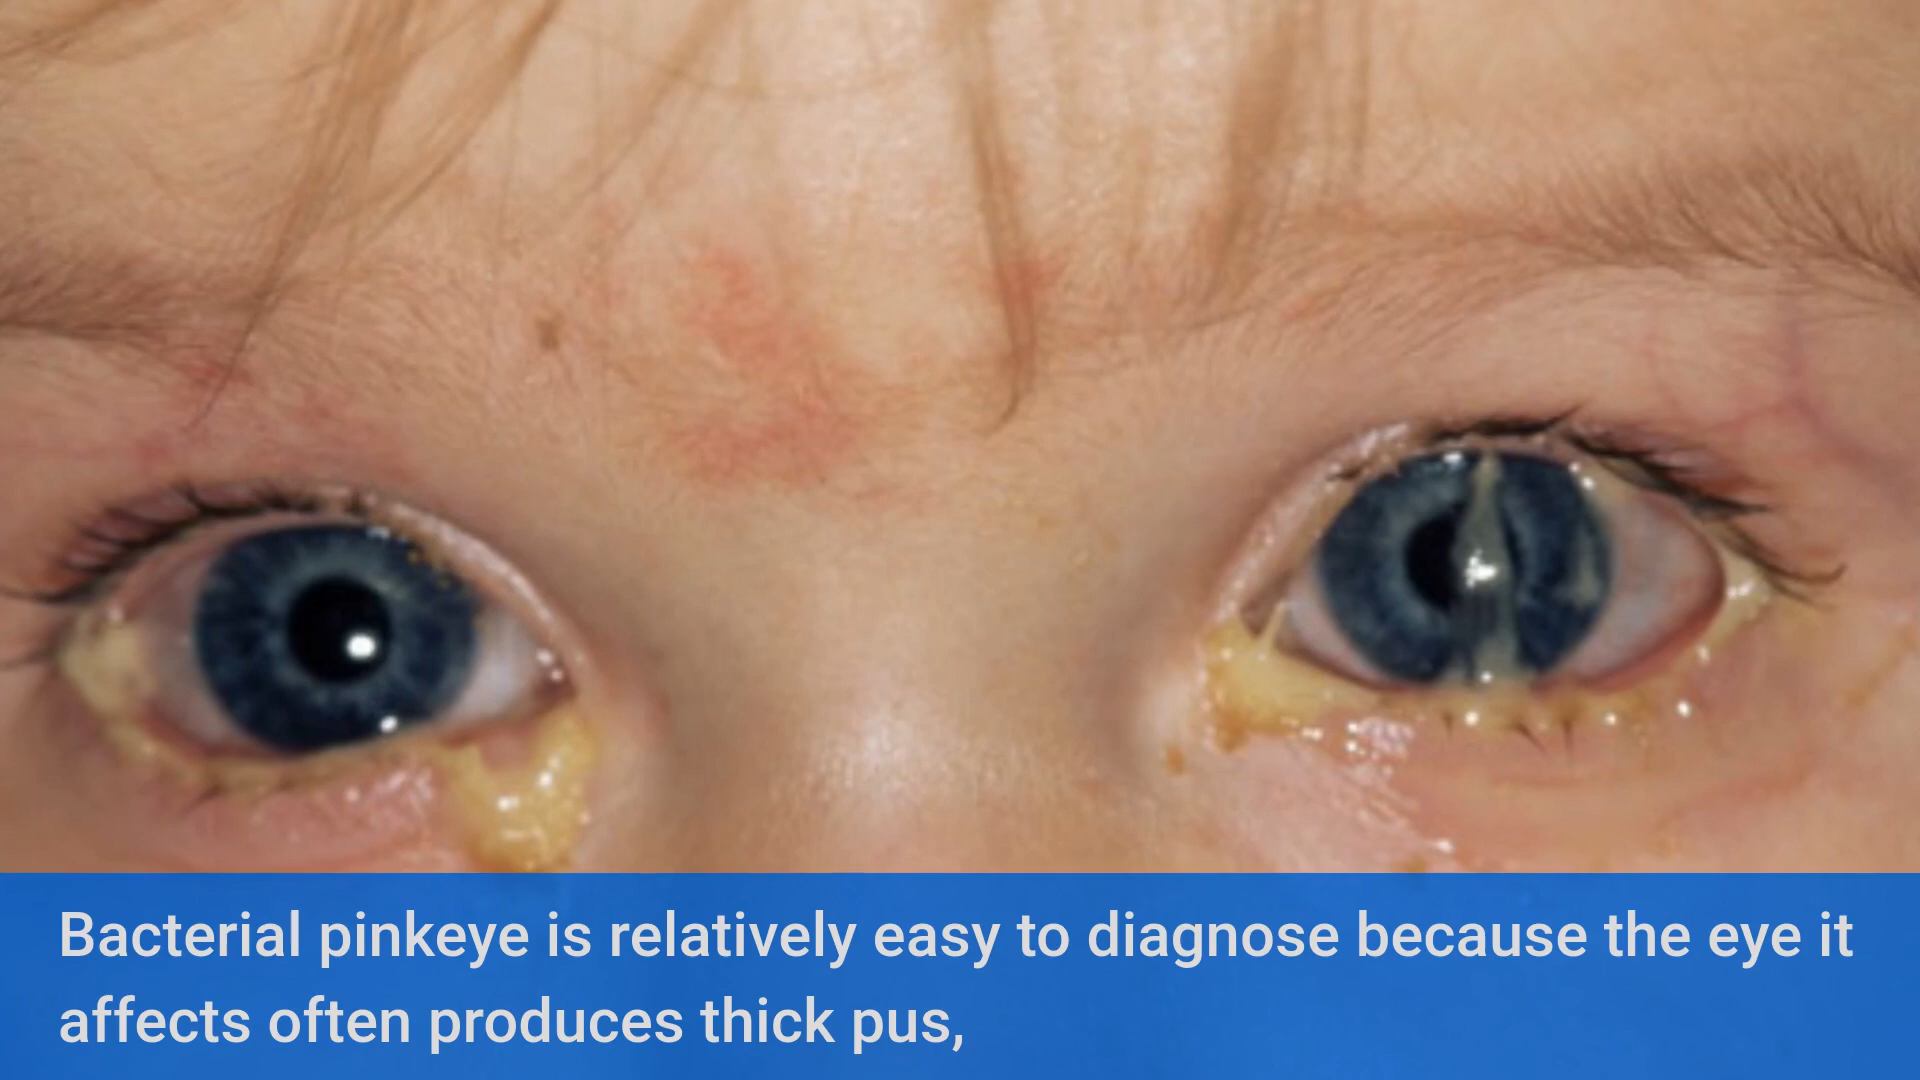 Bacterial pinkeye is relatively easy to diagnose because the eye it
affects often produces thick pus,